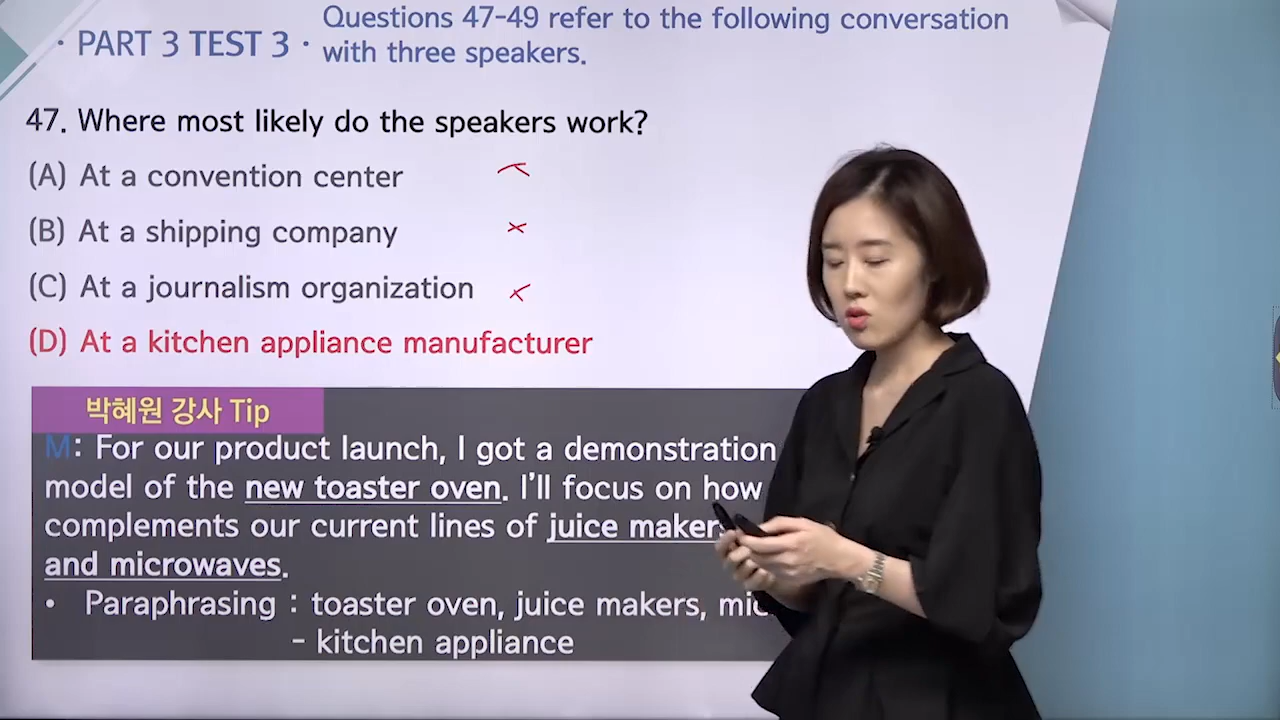 · PART 3 TEST 3 ·
Questions 47-49 refer to the following conversation
with three speakers.
47. Where most likely do the speakers work?
(A) At a convention center
(B) At a shipping company
(C) At a journalism organization
(D) At a kitchen appliance manufacturer
박혜원 강사 Tip
M: For our product launch, I got a demonstration
model of the new toaster oven. I'll focus on how
complements our current lines of juice maker
and microwaves.
• Paraphrasing : toaster oven, juice makers,
- kitchen appliance